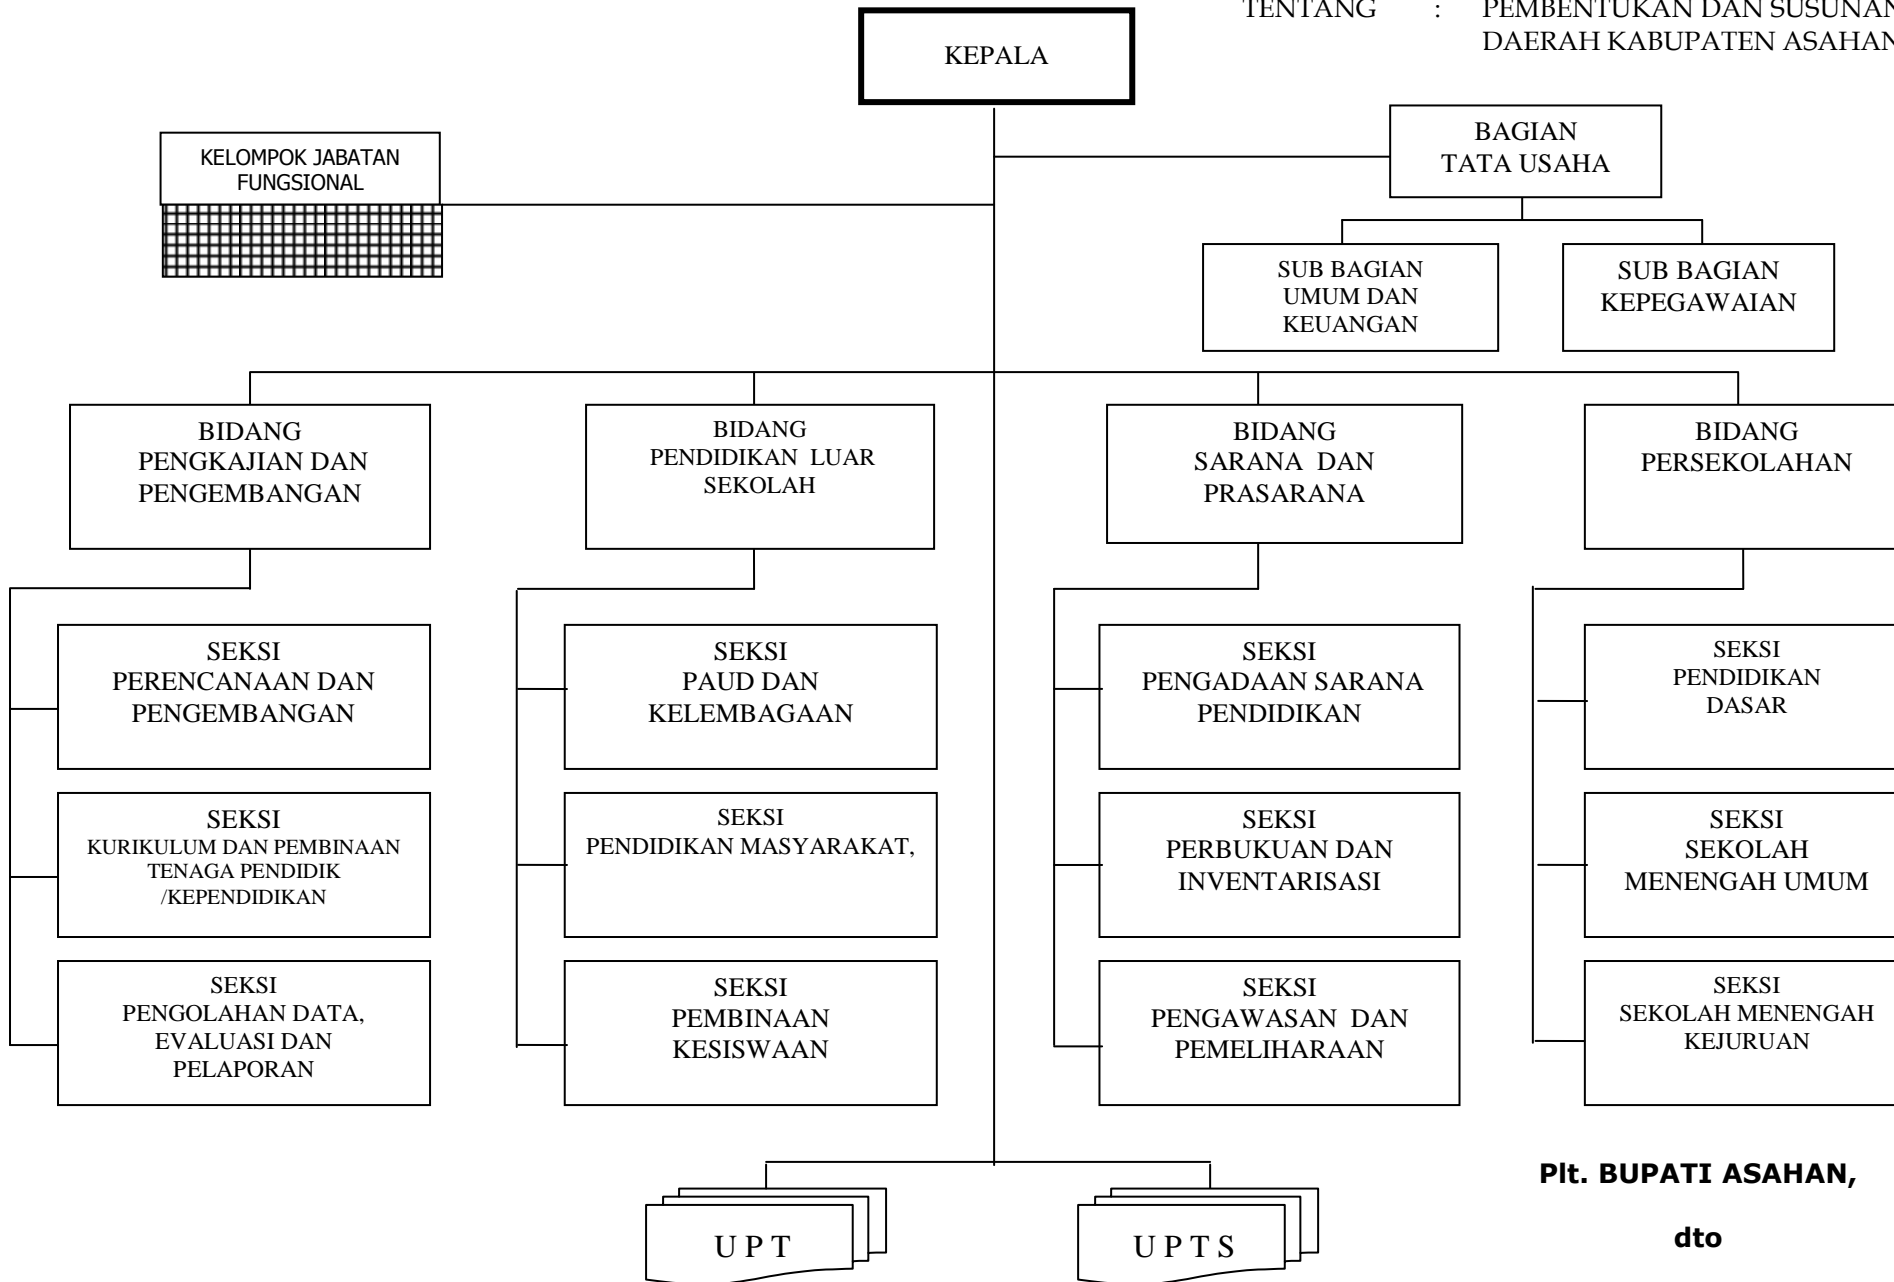 TENTANG : PEMBENTUKAN DAN SUSUNAN
DAERAH KABUPATEN ASAHAN
KEPALA
BAGIAN
TATA USAHA
KELOMPOK JABATAN
FUNGSIONAL
SUB BAGIAN
UMUM DAN
KEUANGAN
SUB BAGIAN
KEPEGAWAIAN
BIDANG
PENGKAJIAN DAN
PENGEMBANGAN
BIDANG
PENDIDIKAN LUAR
SEKOLAH
BIDANG
SARANA DAN
PRASARANA
BIDANG
PERSEKOLAHAN
SEKSI
PERENCANAAN DAN
PENGEMBANGAN
SEKSI
PAUD DAN
KELEMBAGAAN
SEKSI
PENGADAAN SARANA
PENDIDIKAN
SEKSI
PENDIDIKAN
DASAR
SEKSI
KURIKULUM DAN PEMBINAAN
TENAGA PENDIDIK
/KEPENDIDIKAN
SEKSI
PENDIDIKAN MASYARAKAT,
SEKSI
PERBUKUAN DAN
INVENTARISASI
SEKSI
SEKOLAH
MENENGAH UMUM
SEKSI
PENGOLAHAN DATA,
EVALUASI DAN
PELAPORAN
SEKSI
PEMBINAAN
KESISWAAN
SEKSI
PENGAWASAN DAN
PEMELIHARAAN
SEKSI
SEKOLAH MENENGAH
KEJURUAN
U P T
U P T S
Plt. BUPATI ASAHAN,
dto